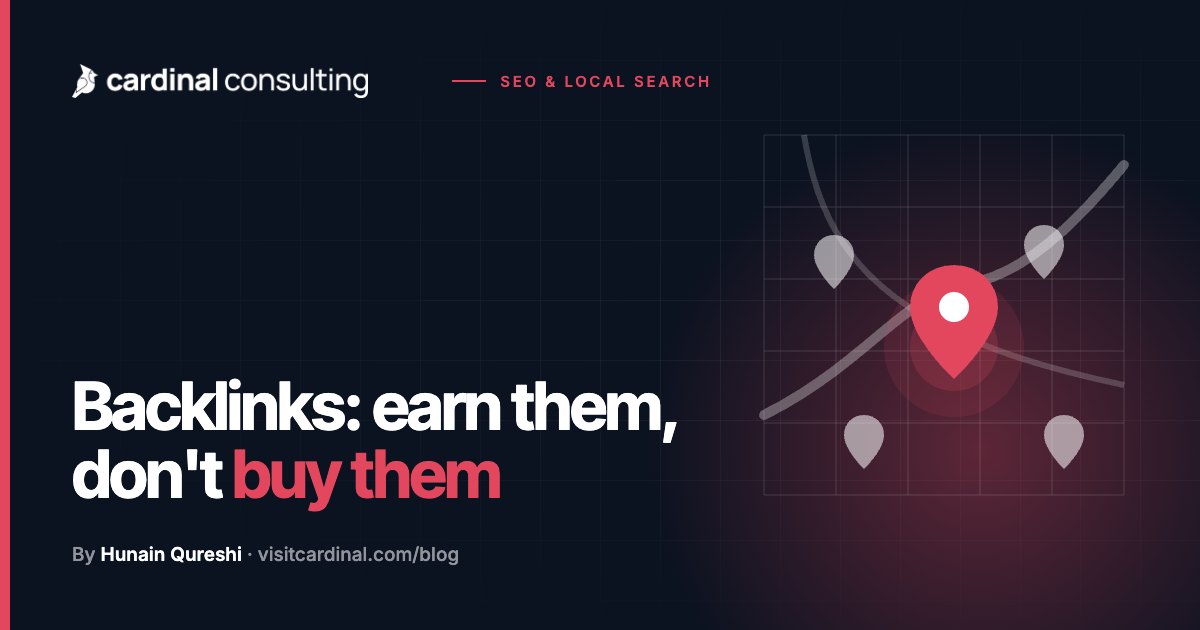 cardinal consulting
SEO & LOCAL SEARCH
Backlinks: earn them,
don't buy them
By Hunain Qureshi · visitcardinal.com/blog